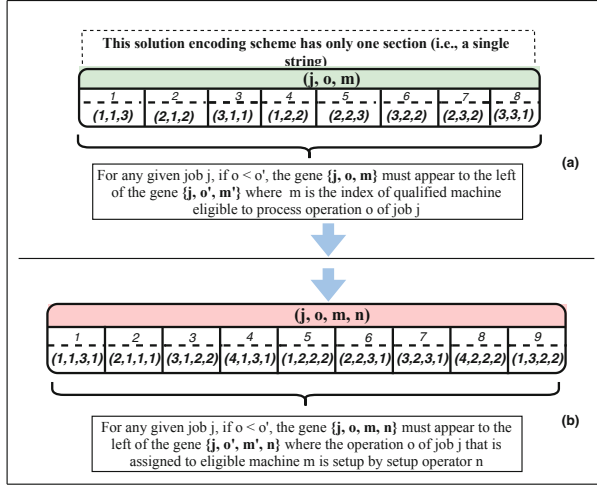 This solution encoding scheme has only one section (i.e., a single
string)
(j, o, m)
1 2 3 4 5 6 7 8
(1,1,3) (2,1,2) (3,1,1) (1,2,2) (2,2,3) (3,2,2) (2,3,2) (3,3,1)
(a)
For any given job j, if o < o', the gene {j, o, m} must appear to the
left of the gene {j, o', m'} where m is the index of qualified machine
eligible to process operation o of job j
(j, o, m, n)
1 2 3 4 5 6 7 8 9
(1,1,3,1) (2,1,1,1) (3,1,2,2) (4,1,3,1) (1,2,2,2) (2,2,3,1) (3,2,3,1) (4,2,2,2) (1,3,2,2)
(b)
For any given job j, if o < o', the gene {j, o, m, n} must appear to the
left of the gene {j, o', m', n} where the operation o of job j that is
assigned to eligible machine m is setup by setup operator n